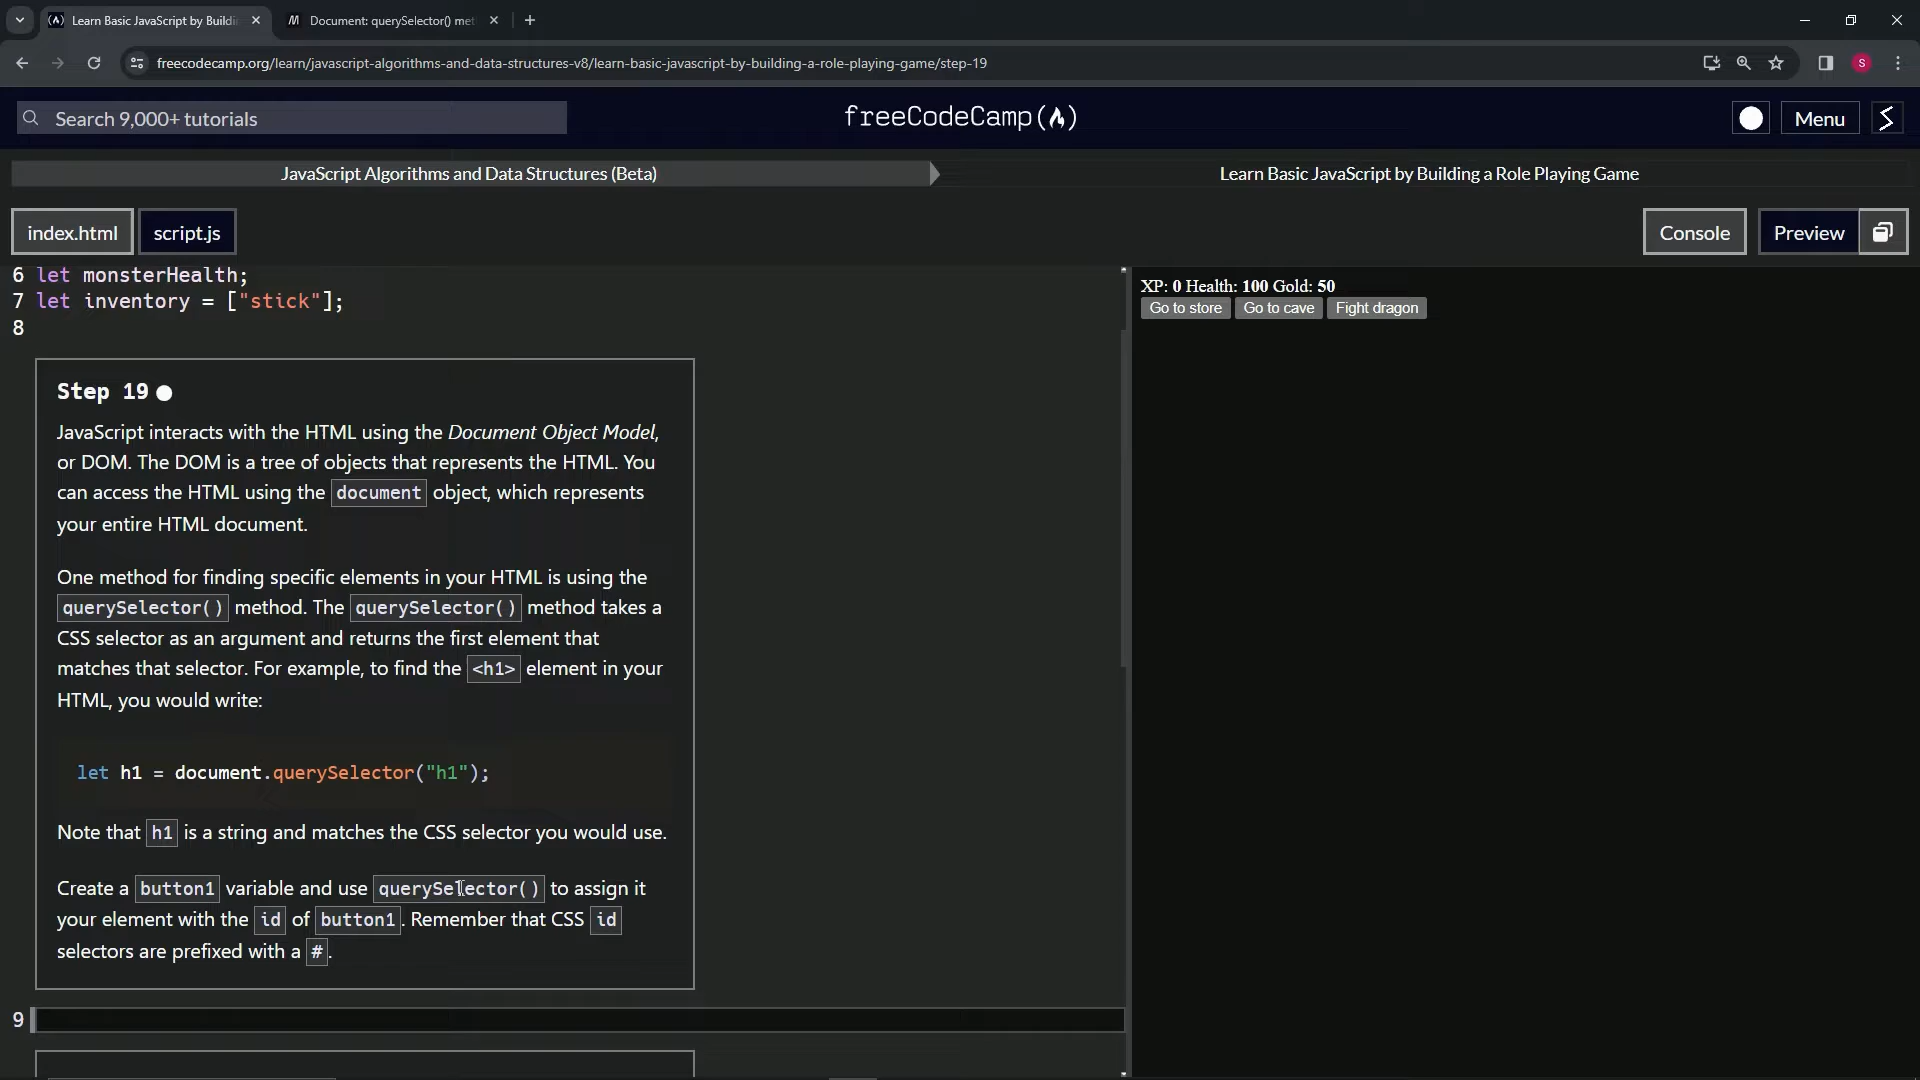 Learn Basic JavaScript by Buildi
Document: querySelector() met
freecodecamp.org/learn/javascript-algorithms-and-data-structures-v8/learn-basic-javascript-by-building-a-role-playing-game/step-19
S
Search 9,000+ tutorials
freeCodeCamp
Menu
JavaScript Algorithms and Data Structures (Beta)
Learn Basic JavaScript by Building a Role Playing Game
index.html
script.js
Console
Preview
6 let monsterHealth;
7 let inventory = ["stick"];
8
XP: 0 Health: 100 Gold: 50
Go to store Go to cave Fight dragon
Step 19
JavaScript interacts with the HTML using the Document Object Model,
or DOM. The DOM is a tree of objects that represents the HTML. You
can access the HTML using the document object, which represents
your entire HTML document.
One method for finding specific elements in your HTML is using the
querySelector() method. The querySelector() method takes a
CSS selector as an argument and returns the first element that
matches that selector. For example, to find the <h1> element in your
HTML, you would write:
let h1 = document.querySelector("h1");
Note that h1 is a string and matches the CSS selector you would use.
Create a button1 variable and use querySelector() to assign it
your element with the id of button1. Remember that CSS id
selectors are prefixed with a #.
9